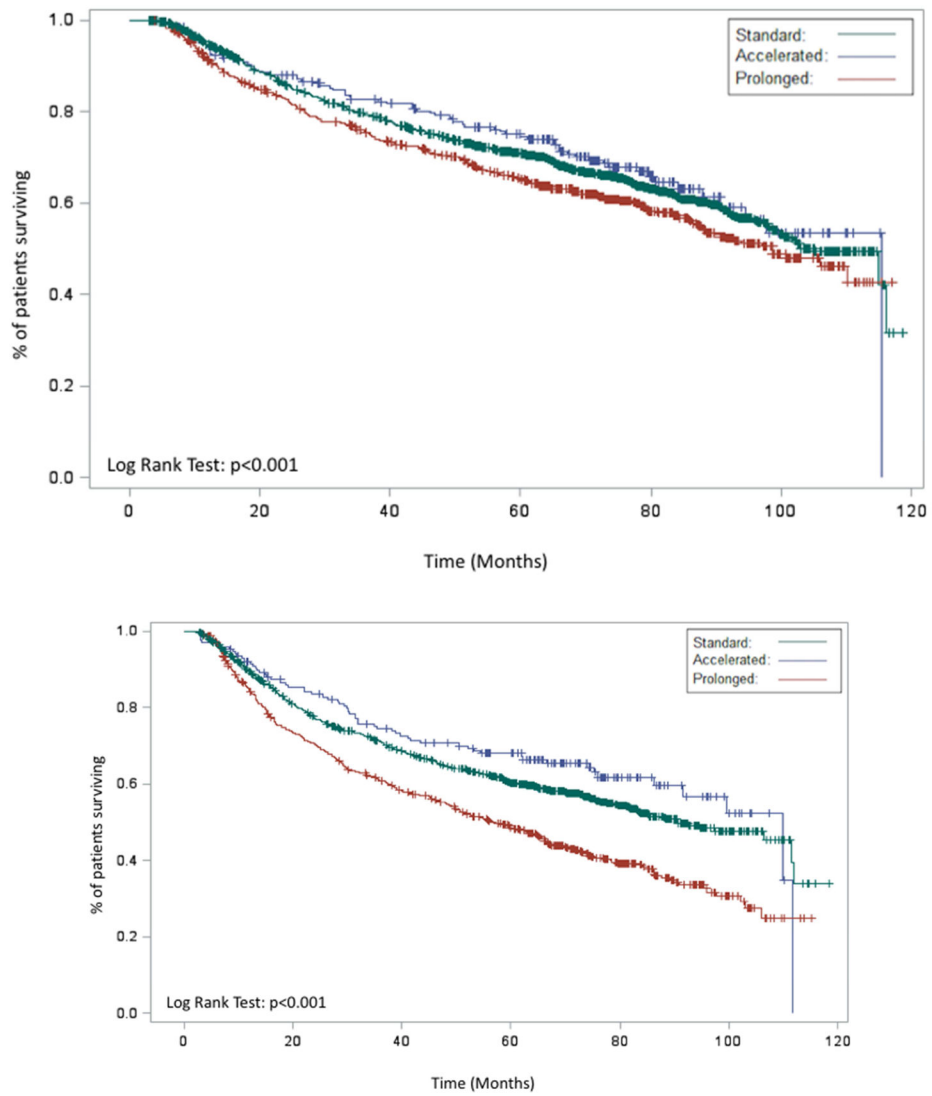 1.0
0.8
0.6
0.4
0.2
0.0
% of patients surviving
Standard:
Accelerated:
Prolonged:
Log Rank Test: p<0.001
0 20 40 60 80 100 120
Time (Months)
1.0
0.8
0.6
0.4
0.2
0.0
% of patients surviving
Standard:
Accelerated:
Prolonged:
Log Rank Test: p<0.001
0 20 40 60 80 100 120
Time (Months)